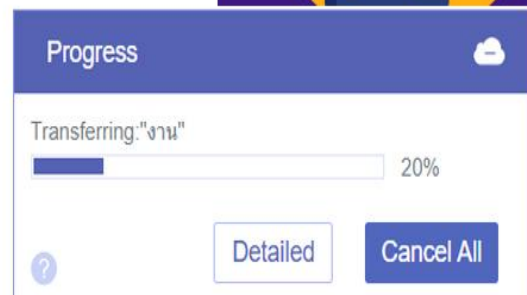 Progress
Transferring:"งาน"
20%
Detailed
Cancel All
?